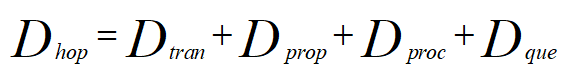 D_hop = D_tran + D_prop + D_proc + D_que